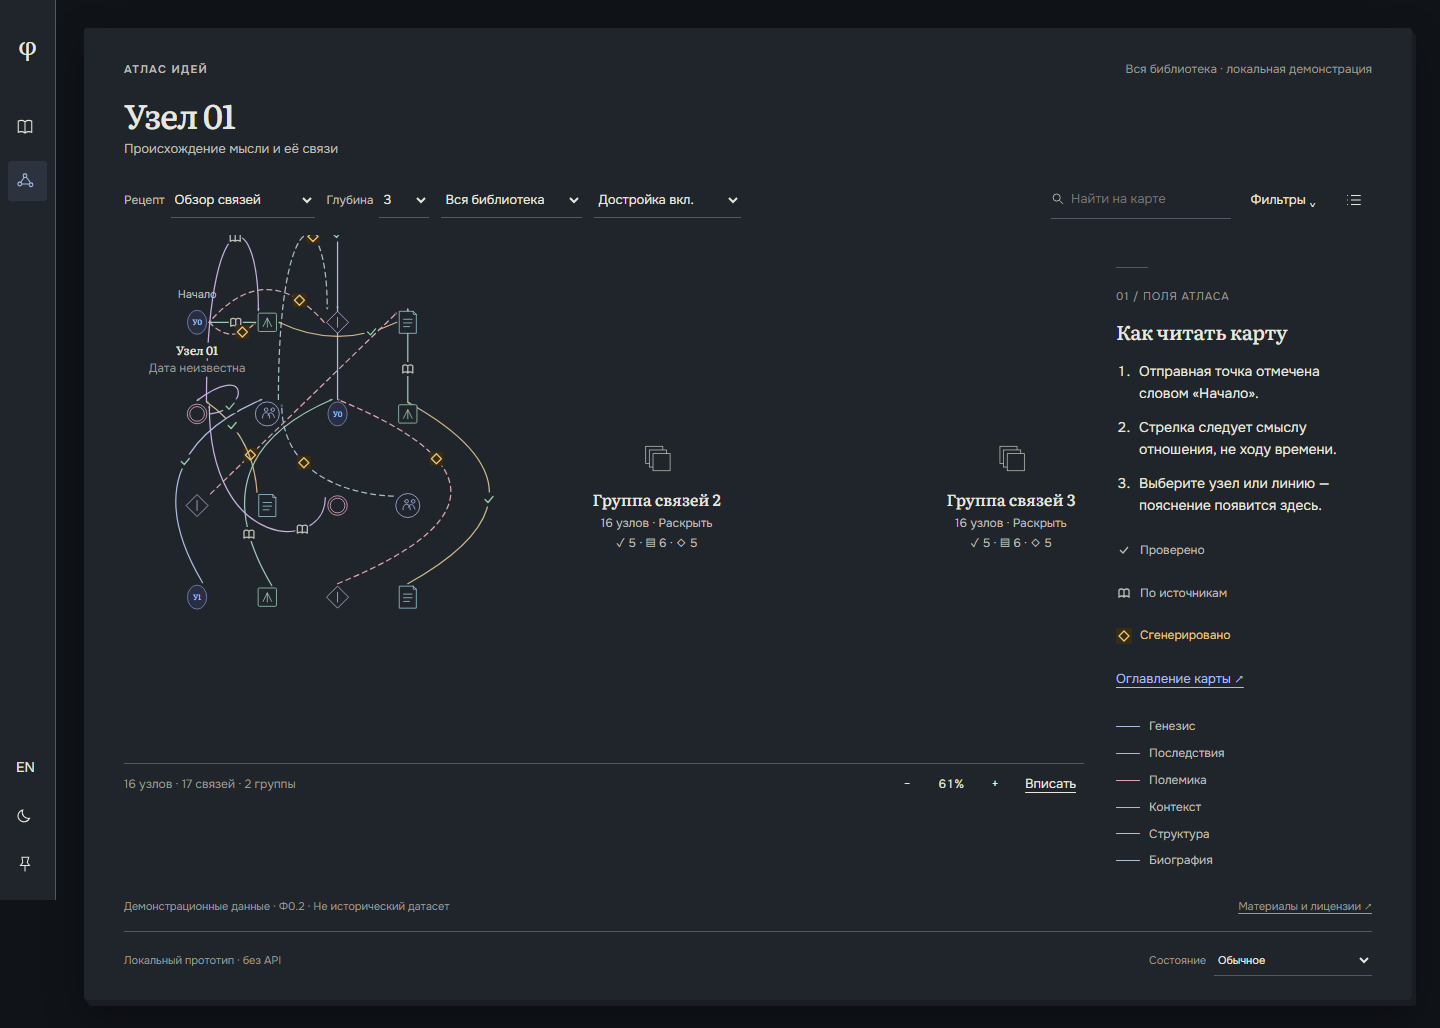 φ
АТЛАС ИДЕЙ
Вся библиотека · локальная демонстрация
Узел 01
Происхождение мысли и её связи
Рецепт Обзор связей Глубина 3 Вся библиотека Достройка вкл.
Найти на карте Фильтры
Начало
У0
Узел 01
Дата неизвестна
У0
У1
Группа связей 2
16 узлов · Раскрыть
✓ 5 · ▤ 6 · ◇ 5
Группа связей 3
16 узлов · Раскрыть
✓ 5 · ▤ 6 · ◇ 5
01 / ПОЛЯ АТЛАСА
Как читать карту
1. Отправная точка отмечена
словом «Начало».
2. Стрелка следует смыслу
отношения, не ходу времени.
3. Выберите узел или линию —
пояснение появится здесь.
Проверено
По источникам
Сгенерировано
Оглавление карты ↗
Генезис
Последствия
Полемика
Контекст
Структура
Биография
16 узлов · 17 связей · 2 группы
− 61% + Вписать
EN
Демонстрационные данные · Ф0.2 · Не исторический датасет
Материалы и лицензии ↗
Локальный прототип · без API
Состояние Обычное